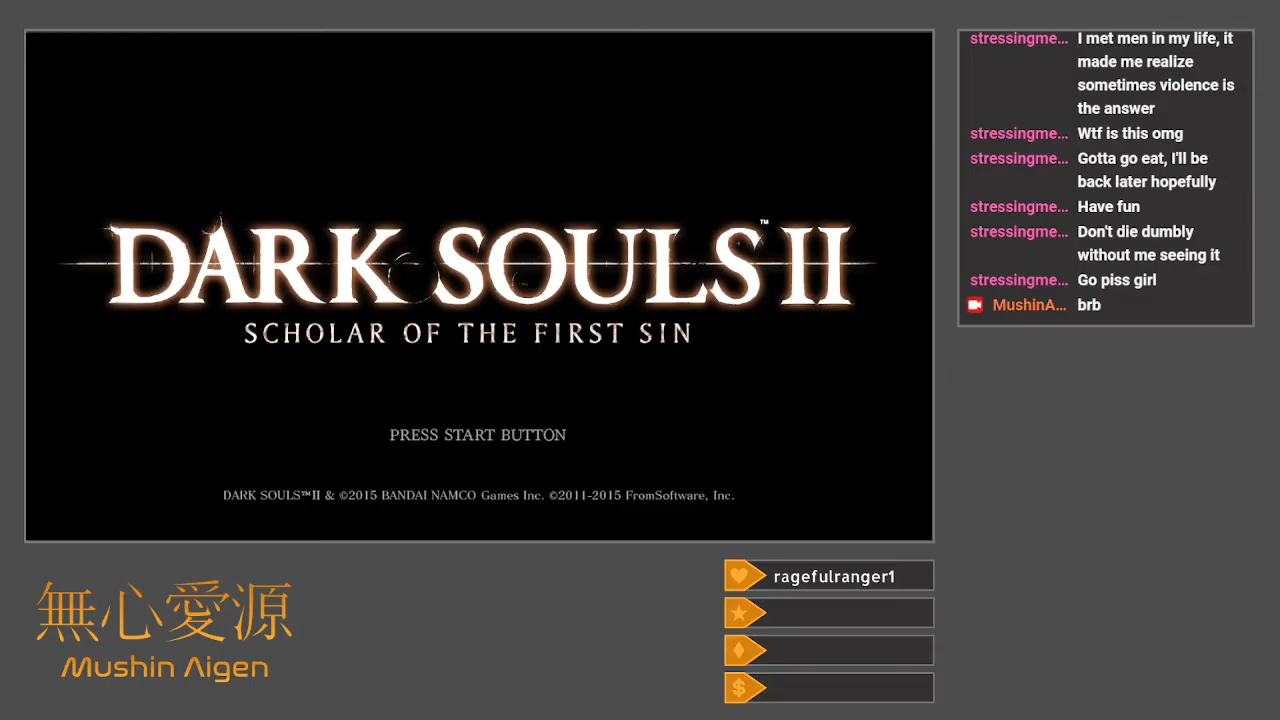 DARK SOULS™ II
SCHOLAR OF THE FIRST SIN
PRESS START BUTTON
DARK SOULS™II & ©2015 BANDAI NAMCO Games Inc. ©2011-2015 FromSoftware, Inc.
stressingme... I met men in my life, it
made me realize
sometimes violence is
the answer
stressingme... Wtf is this omg
stressingme... Gotta go eat, I'll be
back later hopefully
stressingme... Have fun
stressingme... Don't die dumbly
without me seeing it
stressingme... Go piss girl
MushinA... brb
無心愛源
Mushin Aigen
ragefulranger1